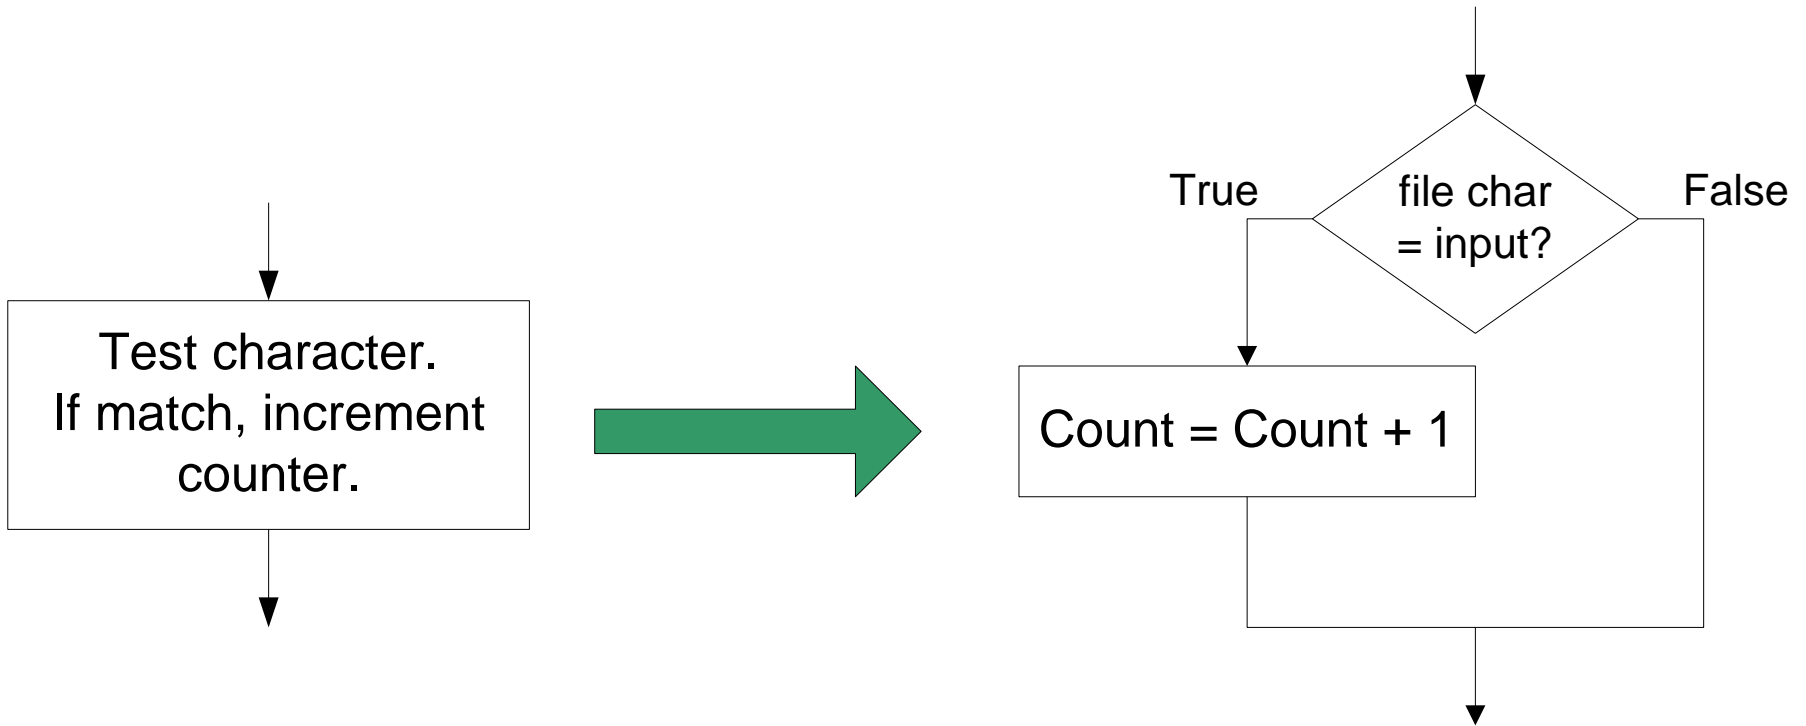 Test character.
If match, increment
counter.
True
file char
= input?
False
Count = Count + 1